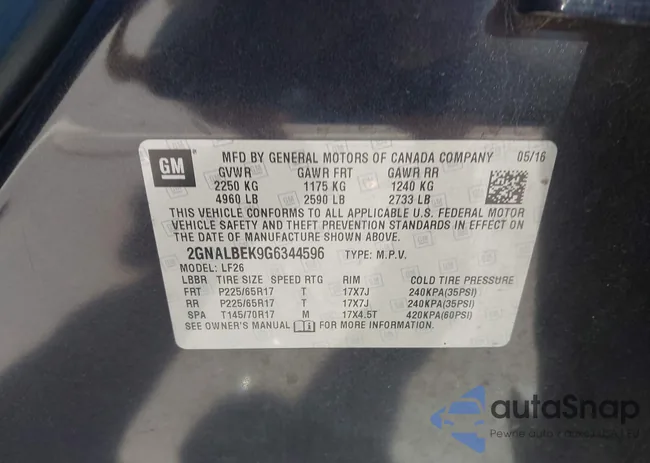 GM
MFD BY GENERAL MOTORS OF CANADA COMPANY 05/16
GVWR GAWR FRT GAWR RR
2250 KG 1175 KG 1240 KG
4960 LB 2590 LB 2733 LB
THIS VEHICLE CONFORMS TO ALL APPLICABLE U.S. FEDERAL MOTOR
VEHICLE SAFETY AND THEFT PREVENTION STANDARDS IN EFFECT ON
THE DATE OF MANUFACTURE SHOWN ABOVE.
2GNALBEK9G6344596 TYPE: M.P.V.
MODEL: LF26
LBBR TIRE SIZE SPEED RTG RIM COLD TIRE PRESSURE
FRT P225/65R17 T 17X7J 240KPA(35PSI)
RR P225/65R17 T 17X7J 240KPA(35PSI)
SPA T145/70R17 M 17X4.5T 420KPA(60PSI)
SEE OWNER'S MANUAL i FOR MORE INFORMATION
autoSnap
Pewne auto